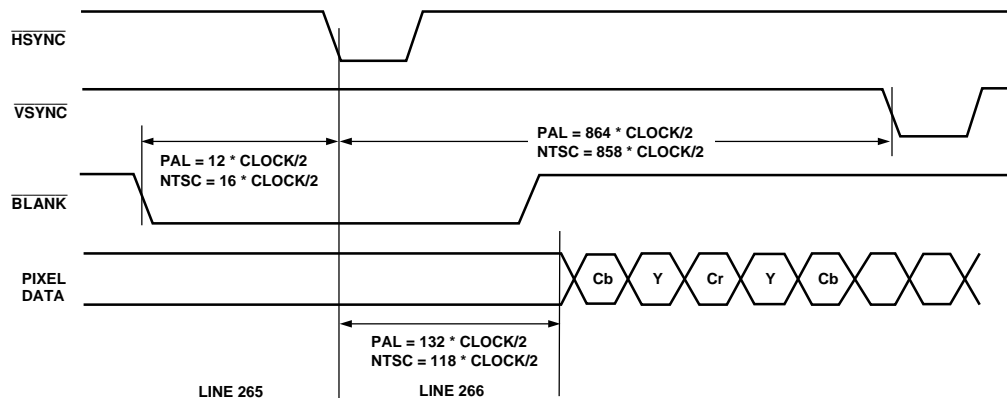 HSYNC
VSYNC
PAL = 864 * CLOCK/2
NTSC = 858 * CLOCK/2
PAL = 12 * CLOCK/2
NTSC = 16 * CLOCK/2
BLANK
PIXEL
DATA
Cb Y Cr Y Cb
PAL = 132 * CLOCK/2
NTSC = 118 * CLOCK/2
LINE 265 LINE 266